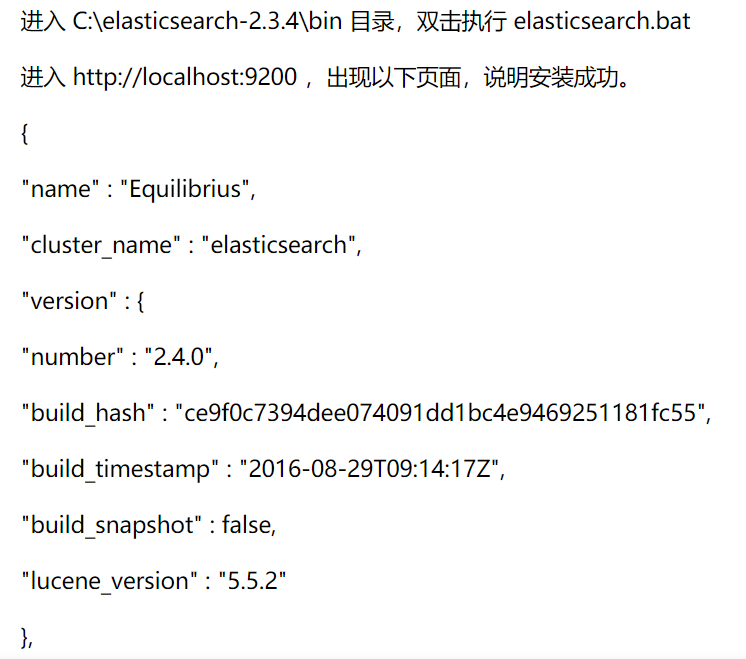 进入 C:\elasticsearch-2.3.4\bin 目录，双击执行 elasticsearch.bat
进入 http://localhost:9200 ，出现以下页面，说明安装成功。
{
"name" : "Equilibrius",
"cluster_name" : "elasticsearch",
"version" : {
"number" : "2.4.0",
"build_hash" : "ce9f0c7394dee074091dd1bc4e9469251181fc55",
"build_timestamp" : "2016-08-29T09:14:17Z",
"build_snapshot" : false,
"lucene_version" : "5.5.2"
},